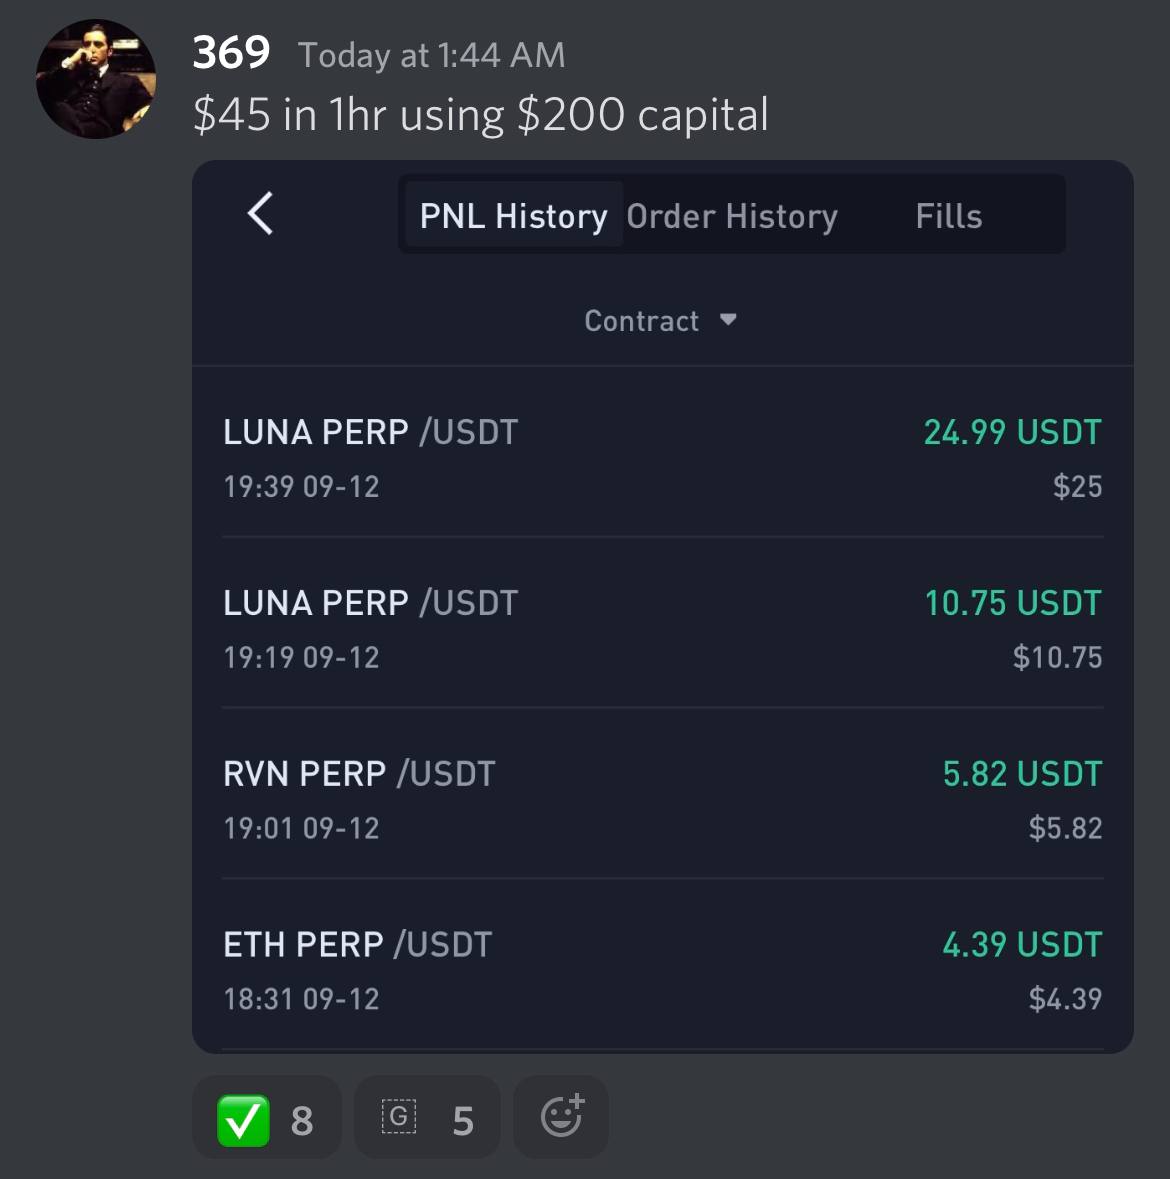 369 Today at 1:44 AM
$45 in 1hr using $200 capital
PNL History Order History Fills
Contract
LUNA PERP /USDT 24.99 USDT
19:39 09-12 $25
LUNA PERP /USDT 10.75 USDT
19:19 09-12 $10.75
RVN PERP /USDT 5.82 USDT
19:01 09-12 $5.82
ETH PERP /USDT 4.39 USDT
18:31 09-12 $4.39
8 G 5